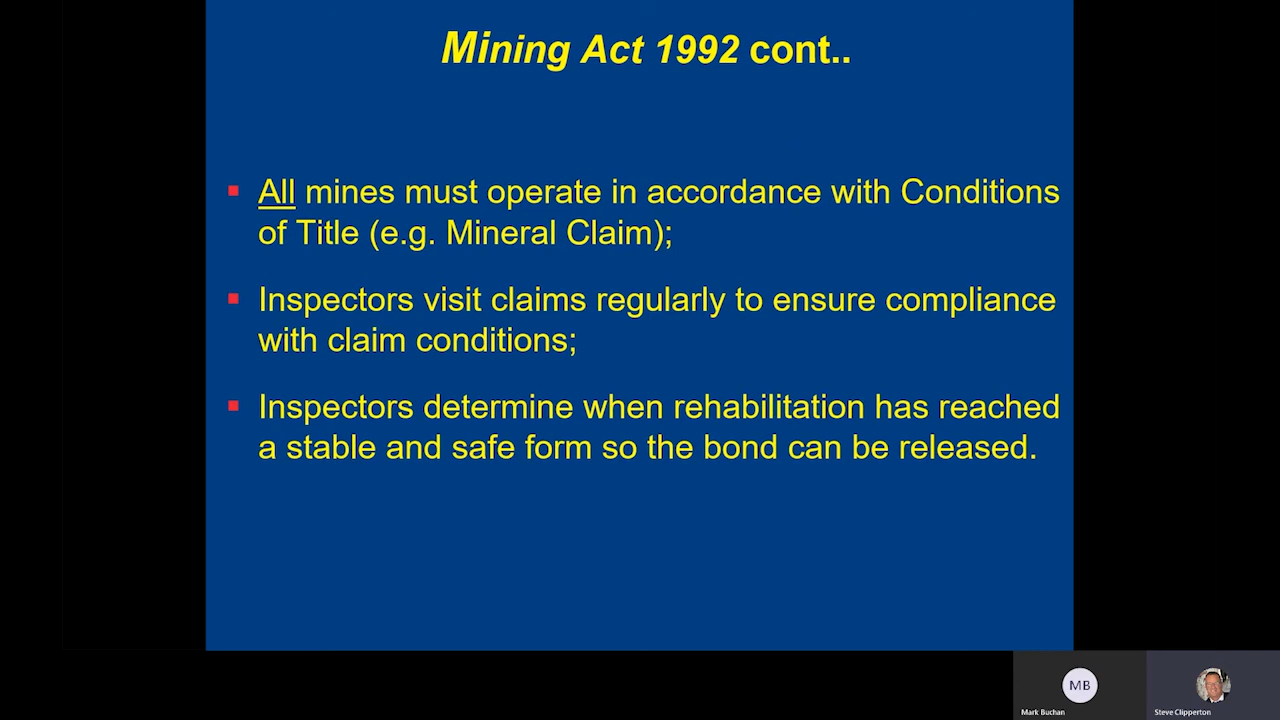 Mining Act 1992 cont..
All mines must operate in accordance with Conditions
of Title (e.g. Mineral Claim);
Inspectors visit claims regularly to ensure compliance
with claim conditions;
Inspectors determine when rehabilitation has reached
a stable and safe form so the bond can be released.
MB
Mark Buchan
Steve Clipperton